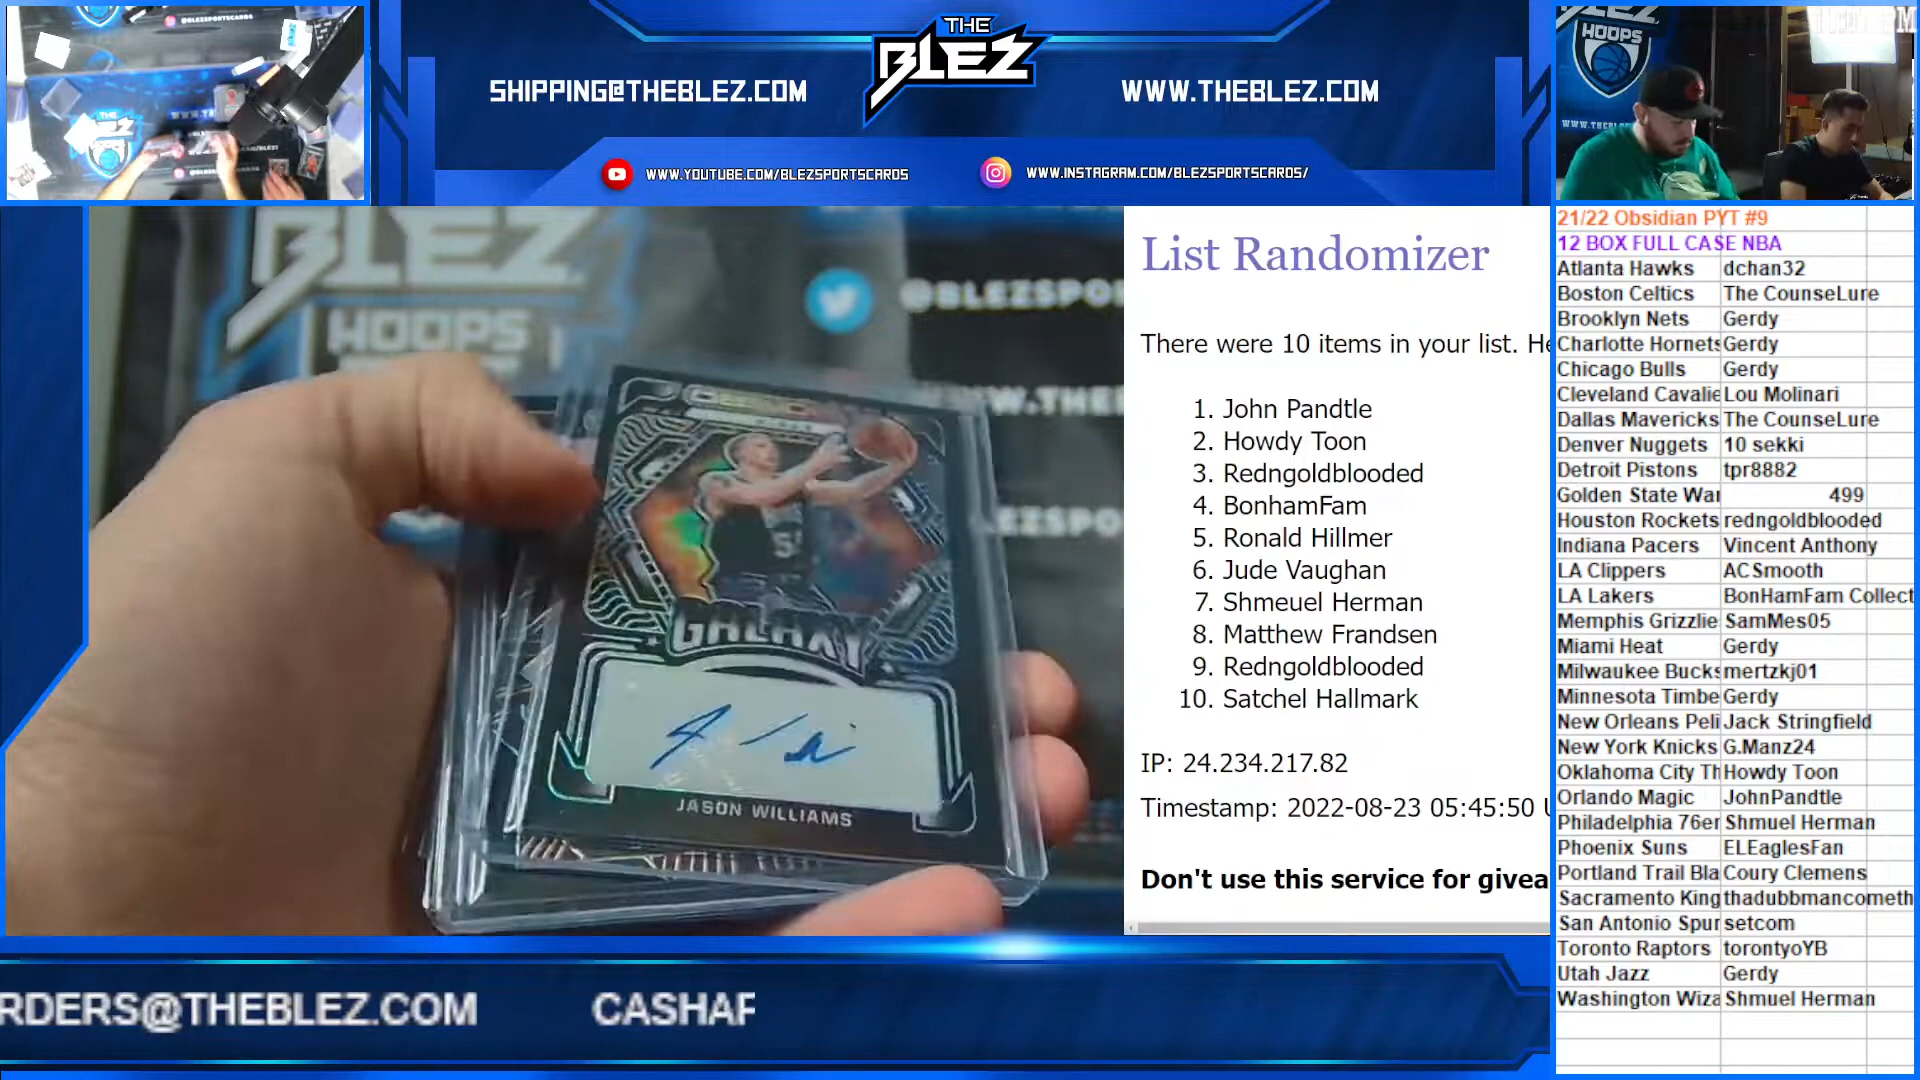 THE
BLEZ
SHIPPING@THEBLEZ.COM
WWW.THEBLEZ.COM
WWW.YOUTUBE.COM/BLEZSPORTSCARDS
WWW.INSTAGRAM.COM/BLEZSPORTSCARDS/
@BLEZSPORTSCARDS
BLEZ
HOOPS
BLEZ
HOOPS
@BLEZSPO
GALAXY
JASON WILLIAMS
List Randomizer
There were 10 items in your list. He
1. John Pandtle
2. Howdy Toon
3. Redngoldblooded
4. BonhamFam
5. Ronald Hillmer
6. Jude Vaughan
7. Shmeuel Herman
8. Matthew Frandsen
9. Redngoldblooded
10. Satchel Hallmark
IP: 24.234.217.82
Timestamp: 2022-08-23 05:45:50 U
Don't use this service for givea
21/22 Obsidian PYT #9
12 BOX FULL CASE NBA
Atlanta Hawks dchan32
Boston Celtics The CounseLure
Brooklyn Nets Gerdy
Charlotte Hornets Gerdy
Chicago Bulls Gerdy
Cleveland Cavalie Lou Molinari
Dallas Mavericks The CounseLure
Denver Nuggets 10 sekki
Detroit Pistons tpr8882
Golden State War 499
Houston Rockets redngoldblooded
Indiana Pacers Vincent Anthony
LA Clippers ACSmooth
LA Lakers BonHamFam Collect
Memphis Grizzlie SamMes05
Miami Heat Gerdy
Milwaukee Bucks mertzkj01
Minnesota Timbe Gerdy
New Orleans Peli Jack Stringfield
New York Knicks G.Manz24
Oklahoma City Th Howdy Toon
Orlando Magic JohnPandtle
Philadelphia 76er Shmuel Herman
Phoenix Suns ELEaglesFan
Portland Trail Bla Coury Clemens
Sacramento King thadubbmancometh
San Antonio Spur setcom
Toronto Raptors torontyoYB
Utah Jazz Gerdy
Washington Wiza Shmuel Herman
RDERS@THEBLEZ.COM
CASHAP